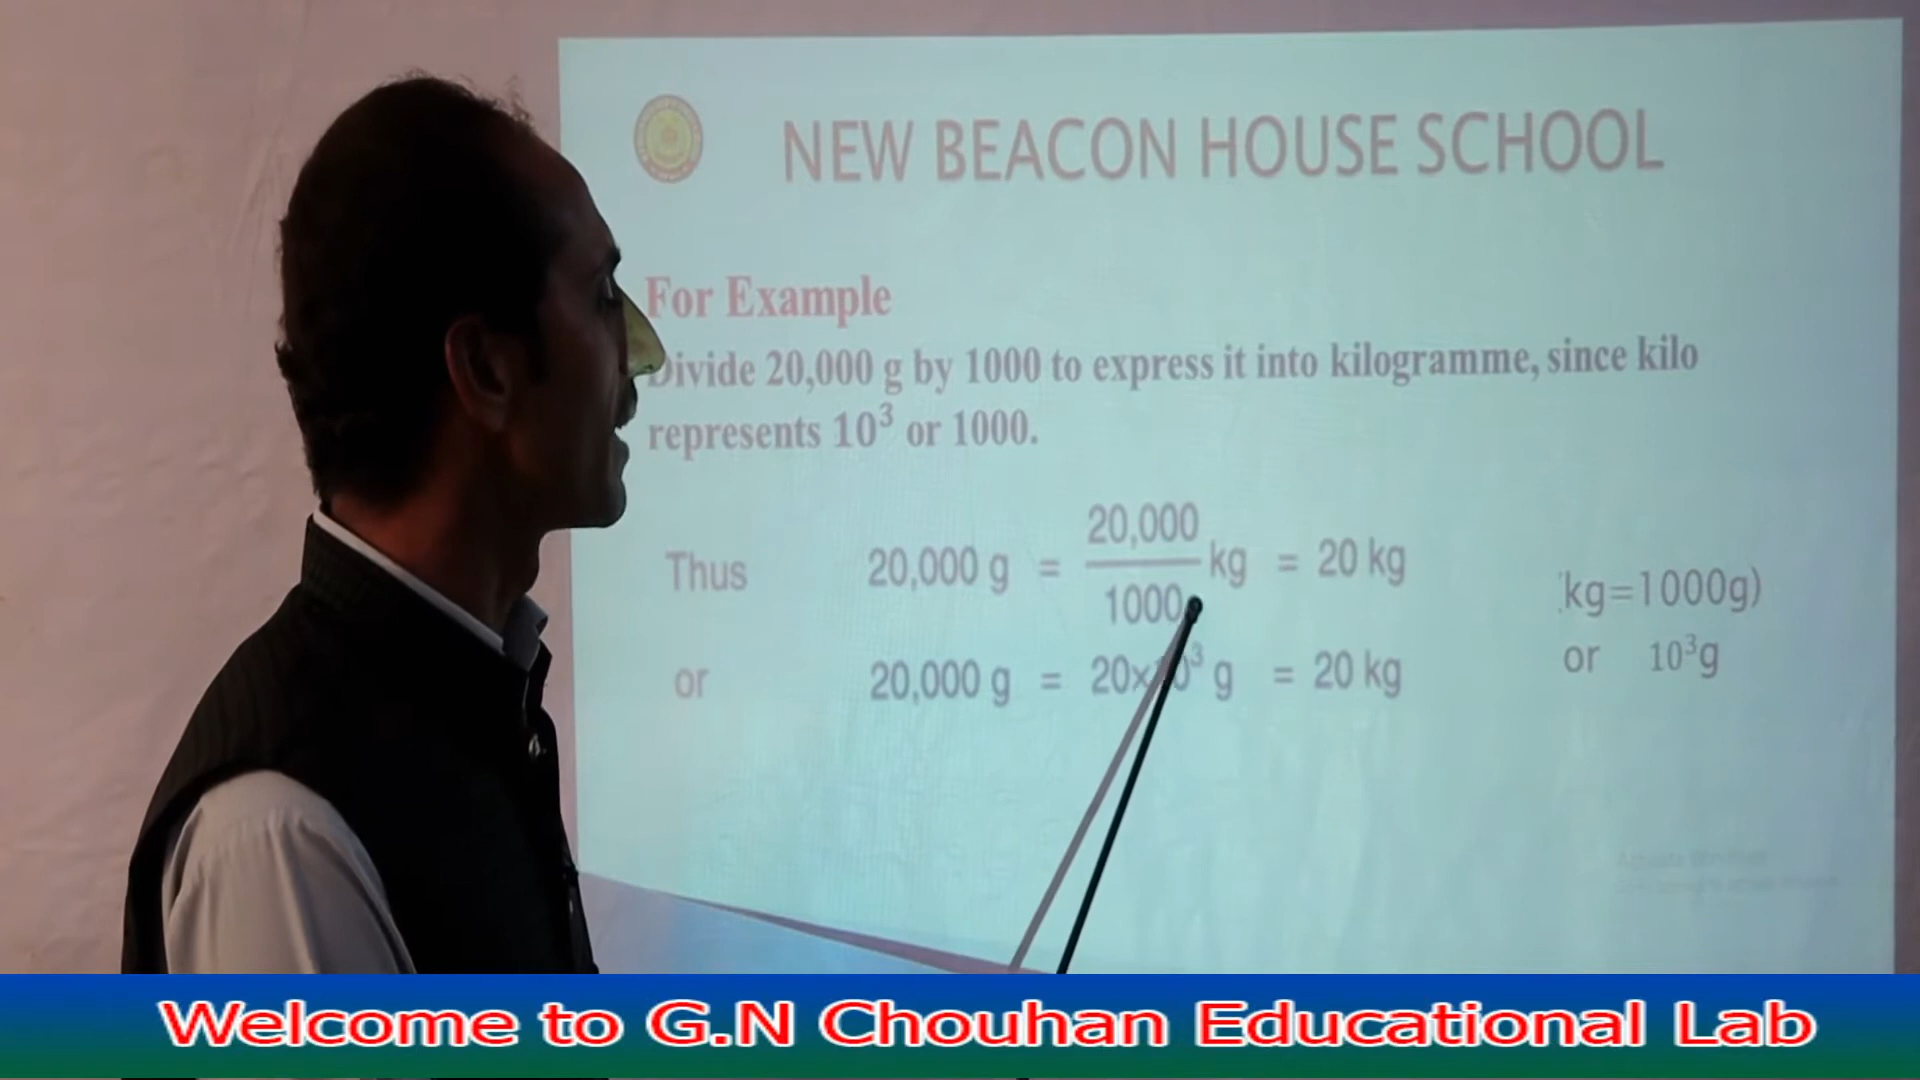 NEW BEACON HOUSE SCHOOL
For Example
Divide 20,000 g by 1000 to express it into kilogramme, since kilo
represents 10³ or 1000.
Thus 20,000 g = 20,000/1000 kg = 20 kg
kg=1000g)
or 20,000 g = 20×10³ g = 20 kg
or 10³g
Welcome to G.N Chouhan Educational Lab